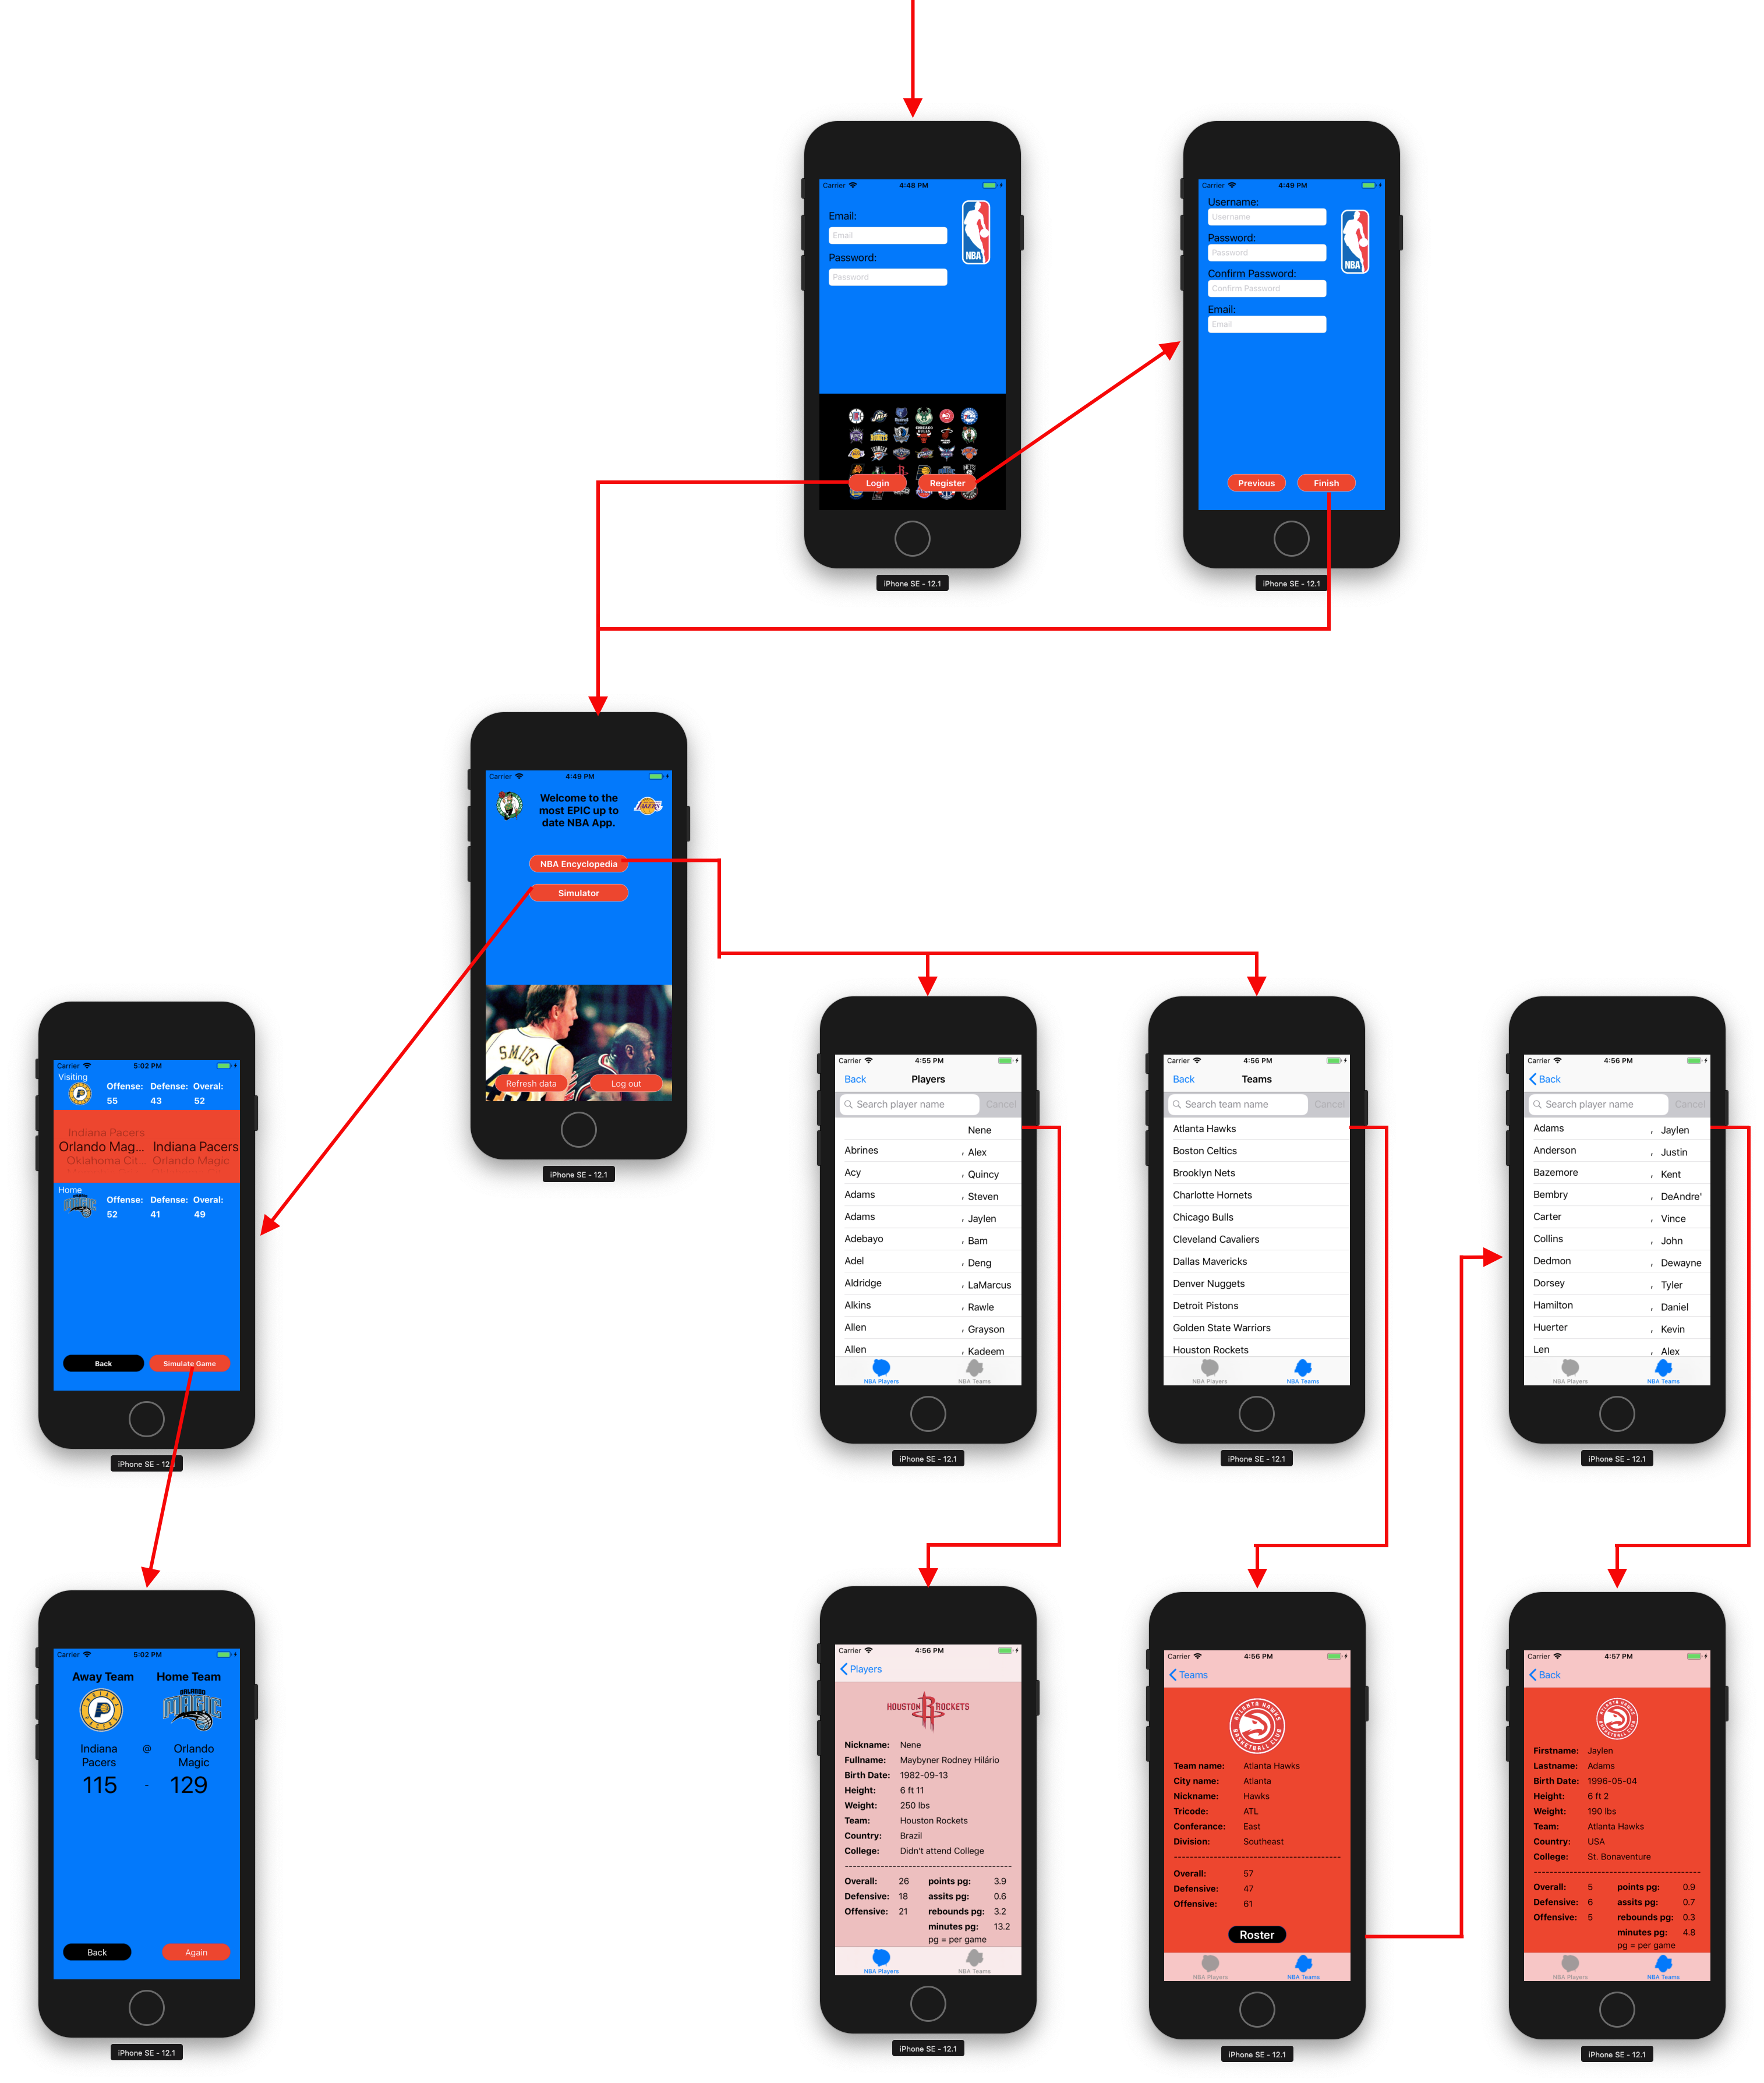 Carrier 4:48 PM
Email:
Email
Password:
Password
NBA
Login Register
iPhone SE - 12.1
Carrier 4:49 PM
Username:
Username
Password:
Password
Confirm Password:
Confirm Password
Email:
Email
NBA
Previous Finish
iPhone SE - 12.1
Carrier 4:49 PM
Welcome to the
most EPIC up to
date NBA App.
LAKERS
NBA Encyclopedia
Simulator
SMITS
Refresh data Log out
iPhone SE - 12.1
Carrier 5:02 PM
Visiting
Offense: Defense: Overal:
55 43 52
Indiana Pacers
Orlando Mag... Indiana Pacers
Oklahoma Cit... Orlando Magic
Home
Offense: Defense: Overal:
52 41 49
Back Simulate Game
iPhone SE - 12.1
Carrier 4:55 PM
Back Players
Search player name Cancel
Nene
Abrines , Alex
Acy , Quincy
Adams , Steven
Adams , Jaylen
Adebayo , Bam
Adel , Deng
Aldridge , LaMarcus
Alkins , Rawle
Allen , Grayson
Allen , Kadeem
NBA Players NBA Teams
iPhone SE - 12.1
Carrier 4:56 PM
Back Teams
Search team name Cancel
Atlanta Hawks
Boston Celtics
Brooklyn Nets
Charlotte Hornets
Chicago Bulls
Cleveland Cavaliers
Dallas Mavericks
Denver Nuggets
Detroit Pistons
Golden State Warriors
Houston Rockets
NBA Players NBA Teams
iPhone SE - 12.1
Carrier 4:56 PM
Back
Search player name Cancel
Adams , Jaylen
Anderson , Justin
Bazemore , Kent
Bembry , DeAndre'
Carter , Vince
Collins , John
Dedmon , Dewayne
Dorsey , Tyler
Hamilton , Daniel
Huerter , Kevin
Len , Alex
NBA Players NBA Teams
iPhone SE - 12.1
Carrier 5:02 PM
Away Team Home Team
INDIANA PACERS
ORLANDO MAGIC
Indiana @ Orlando
Pacers Magic
115 - 129
Back Again
iPhone SE - 12.1
Carrier 4:56 PM
Players
HOUSTON ROCKETS
Nickname: Nene
Fullname: Maybyner Rodney Hilário
Birth Date: 1982-09-13
Height: 6 ft 11
Weight: 250 lbs
Team: Houston Rockets
Country: Brazil
College: Didn't attend College
Overall: 26 points pg: 3.9
Defensive: 18 assits pg: 0.6
Offensive: 21 rebounds pg: 3.2
minutes pg: 13.2
pg = per game
NBA Players NBA Teams
iPhone SE - 12.1
Carrier 4:56 PM
Teams
ATLANTA HAWKS
BASKETBALL CLUB
Team name: Atlanta Hawks
City name: Atlanta
Nickname: Hawks
Tricode: ATL
Conferance: East
Division: Southeast
Overall: 57
Defensive: 47
Offensive: 61
Roster
NBA Players NBA Teams
iPhone SE - 12.1
Carrier 4:57 PM
Back
ATLANTA HAWKS
BASKETBALL CLUB
Firstname: Jaylen
Lastname: Adams
Birth Date: 1996-05-04
Height: 6 ft 2
Weight: 190 lbs
Team: Atlanta Hawks
Country: USA
College: St. Bonaventure
Overall: 5 points pg: 0.9
Defensive: 6 assits pg: 0.7
Offensive: 5 rebounds pg: 0.3
minutes pg: 4.8
pg = per game
NBA Players NBA Teams
iPhone SE - 12.1